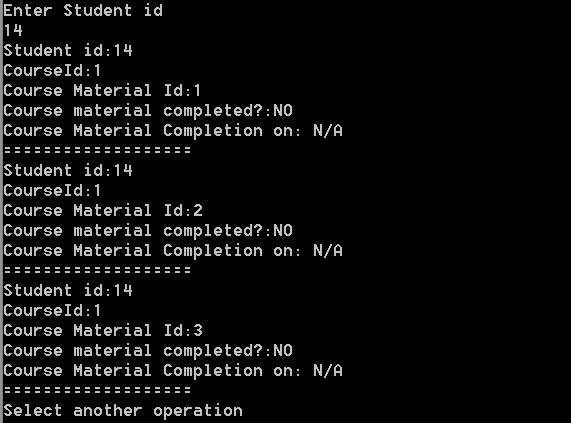 Enter Student id
14
Student id:14
CourseId:1
Course Material Id:1
Course material completed?:NO
Course Material Completion on: N/A
===================
Student id:14
CourseId:1
Course Material Id:2
Course material completed?:NO
Course Material Completion on: N/A
===================
Student id:14
CourseId:1
Course Material Id:3
Course material completed?:NO
Course Material Completion on: N/A
===================
Select another operation